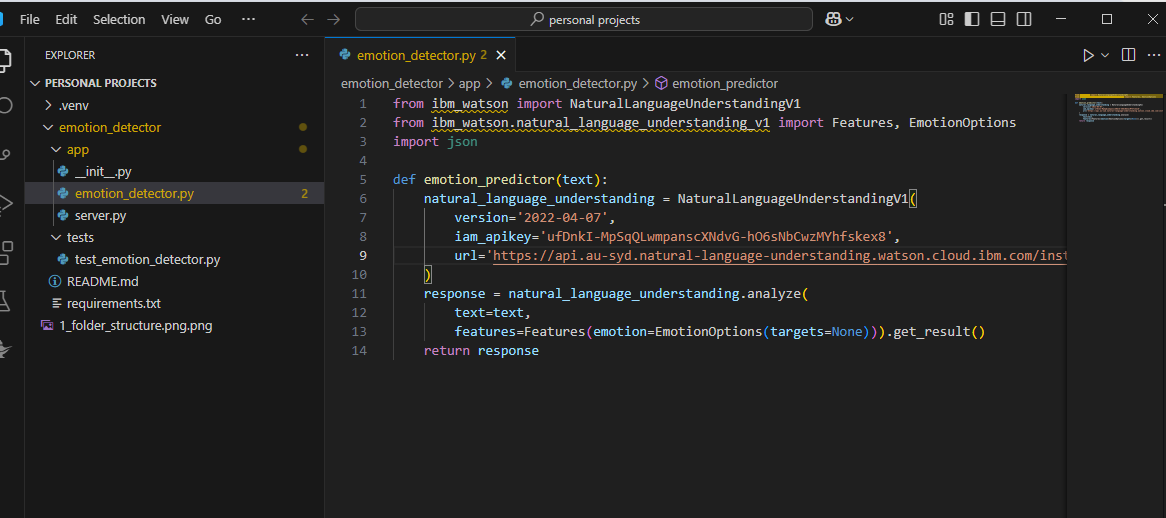 File Edit Selection View Go ··· personal projects
EXPLORER ···
emotion_detector.py 2
PERSONAL PROJECTS
.venv
emotion_detector
app
__init__.py
emotion_detector.py 2
server.py
tests
test_emotion_detector.py
README.md
requirements.txt
1_folder_structure.png.png
emotion_detector > app > emotion_detector.py > emotion_predictor
1 from ibm_watson import NaturalLanguageUnderstandingV1
2 from ibm_watson.natural_language_understanding_v1 import Features, EmotionOptions
3 import json
4
5 def emotion_predictor(text):
6 natural_language_understanding = NaturalLanguageUnderstandingV1(
7 version='2022-04-07',
8 iam_apikey='ufDnkI-MpSqQLwmpanscXNdvG-hO6sNbCwzMYhfskex8',
9 url='https://api.au-syd.natural-language-understanding.watson.cloud.ibm.com/inst
10 )
11 response = natural_language_understanding.analyze(
12 text=text,
13 features=Features(emotion=EmotionOptions(targets=None))).get_result()
14 return response